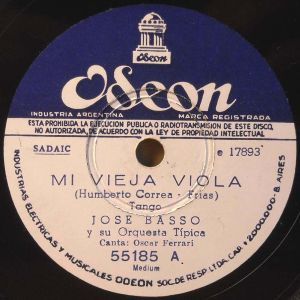 Odeon
Odeon
INDUSTRIA ARGENTINA
MARCA REGISTRADA
ESTA PROHIBIDA LA EJECUCION PUBLICA O RADIOTRANSMISION DE ESTE DISCO,
NO AUTORIZADA, DE ACUERDO CON LA LEY DE PROPIEDAD INTELECTUAL
SADAIC
e 17893
MI VIEJA VIOLA
(Humberto Correa - Frias)
Tango
JOSE BASSO
y su Orquesta Típica
Canta: Oscar Ferrari
55185 A.
Medium
INDUSTRIAS ELECTRICAS y MUSICALES ODEON SOC. DE RESP. LTDA. CAP. $ 2.000.000 - B. AIRES